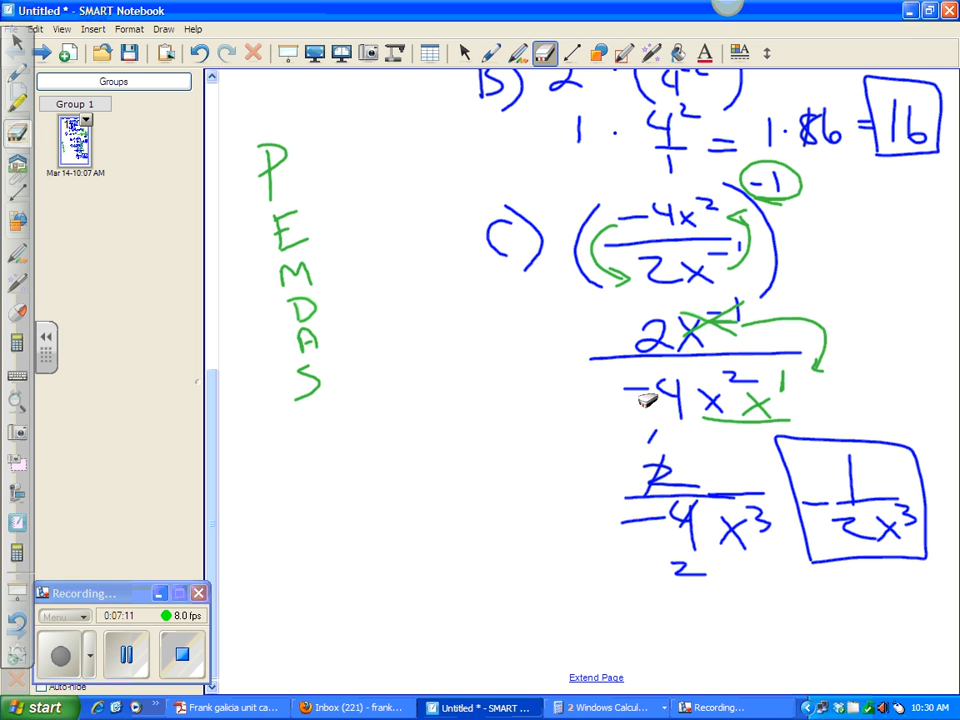 Untitled * - SMART Notebook
File Edit View Insert Format Draw Help
Groups
Group 1
Mar 14-10:07 AM
P
E
M
D
A
S
B) 2 · (4²)
1 · 4²/1 = 1 · 16 = 16
C) (-4x²/2x⁻¹)⁻¹
2x⁻¹
-4x²x¹
1
2
-4x³
2
-1/2x³
Recording...
Menu 0:07:11 8.0 fps
Auto-hide
Extend Page
start Frank galicia unit ca... Inbox (221) - frank... Untitled * - SMART ... 2 Windows Calcul... Recording... 10:30 AM